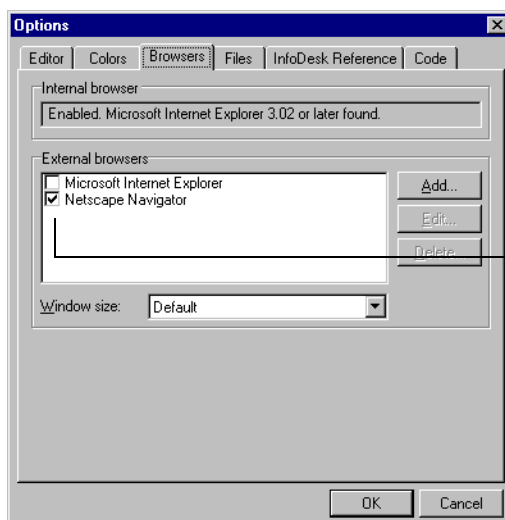 Options
Editor Colors Browsers Files InfoDesk Reference Code
Internal browser
Enabled. Microsoft Internet Explorer 3.02 or later found.
External browsers
Microsoft Internet Explorer
Netscape Navigator
Add...
Edit...
Delete...
Window size: Default
OK Cancel